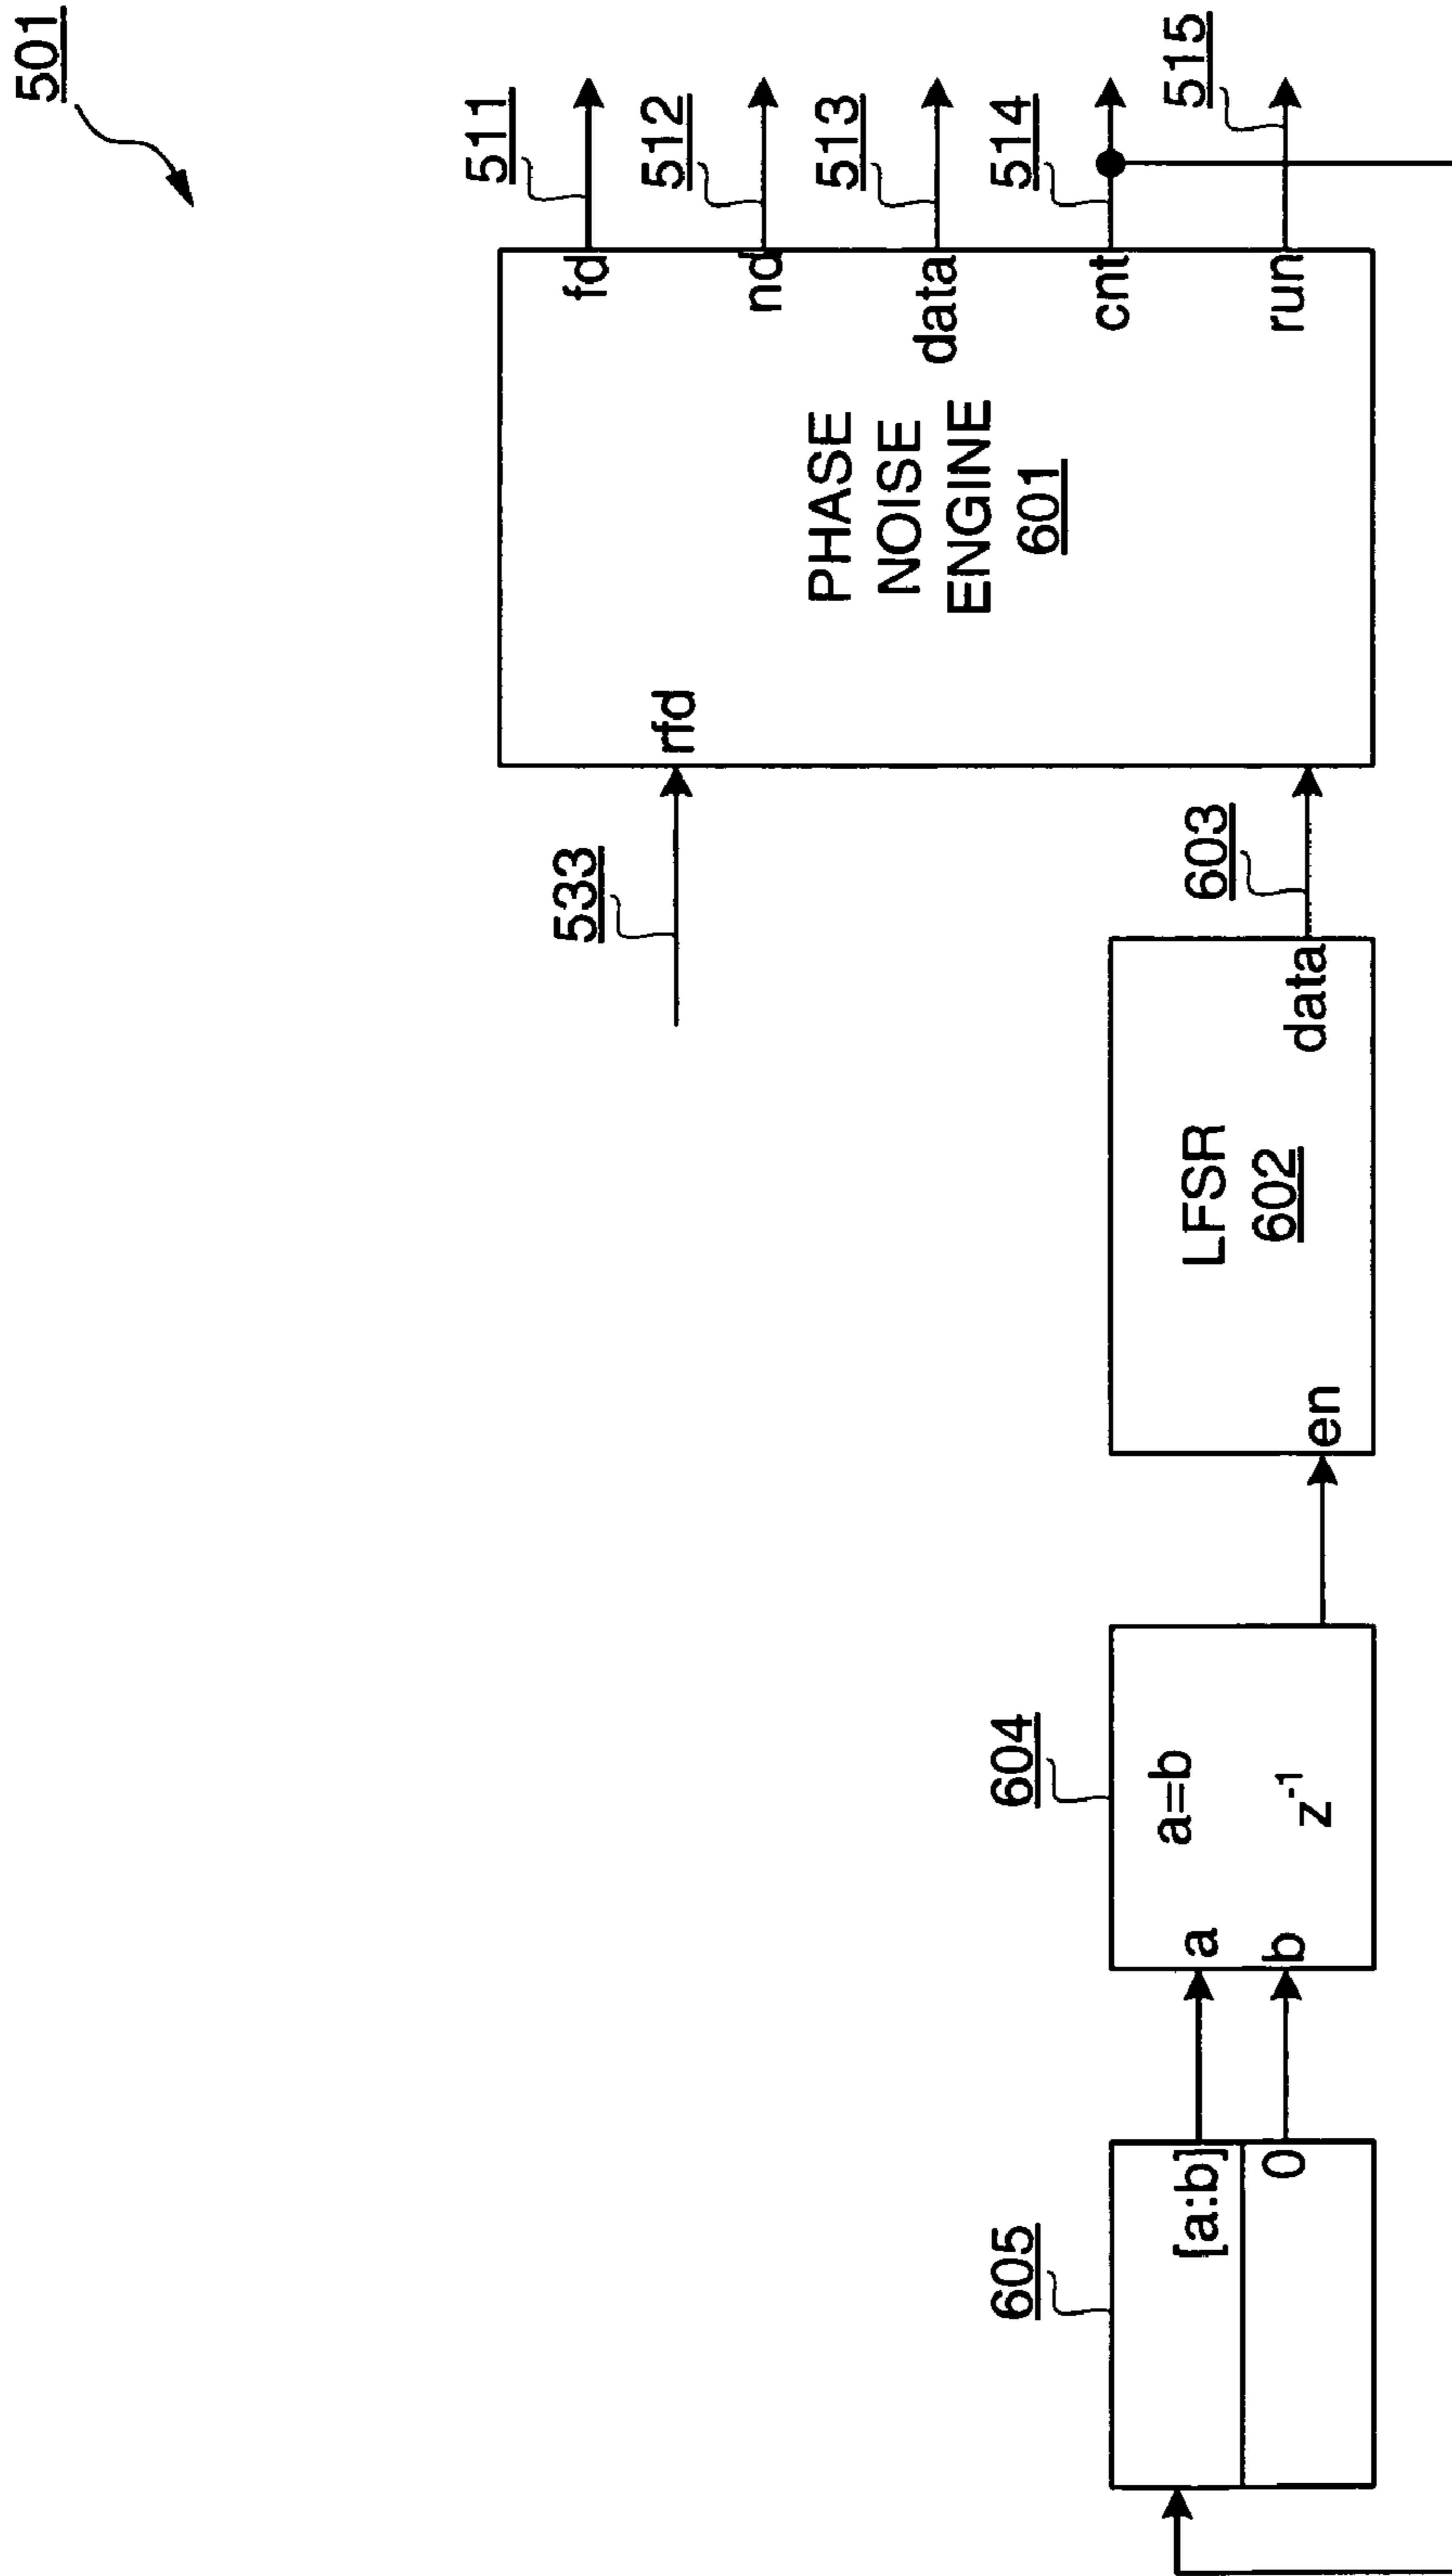 501
511
fd
512
nd
513
data
514
cnt
515
run
533
rfd
PHASE
NOISE
ENGINE
601
603
LFSR
602
data
en
604
a=b
z⁻¹
a
b
605
[a:b]
0